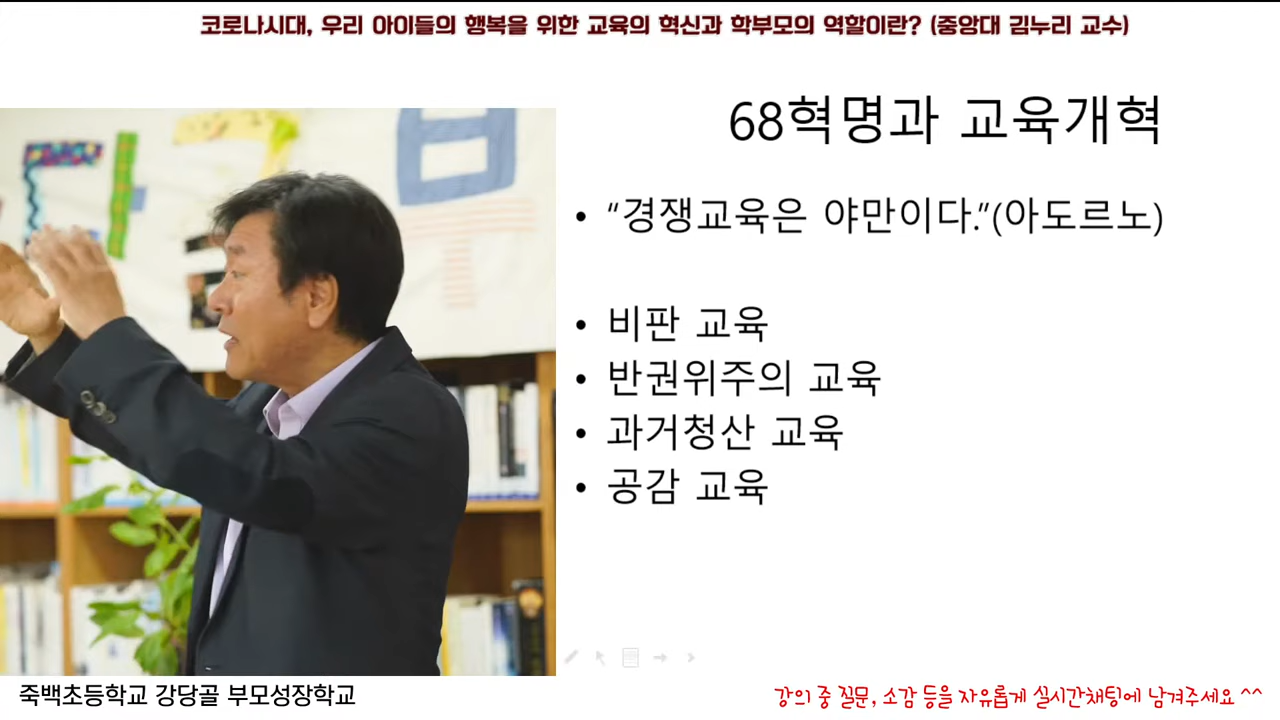 코로나시대, 우리 아이들의 행복을 위한 교육의 혁신과 학부모의 역할이란? (중앙대 김누리 교수)
68혁명과 교육개혁
• “경쟁교육은 야만이다.”(아도르노)
• 비판 교육
• 반권위주의 교육
• 과거청산 교육
• 공감 교육
죽백초등학교 강당골 부모성장학교
강의 중 질문, 소감 등을 자유롭게 실시간채팅에 남겨주세요 ^^